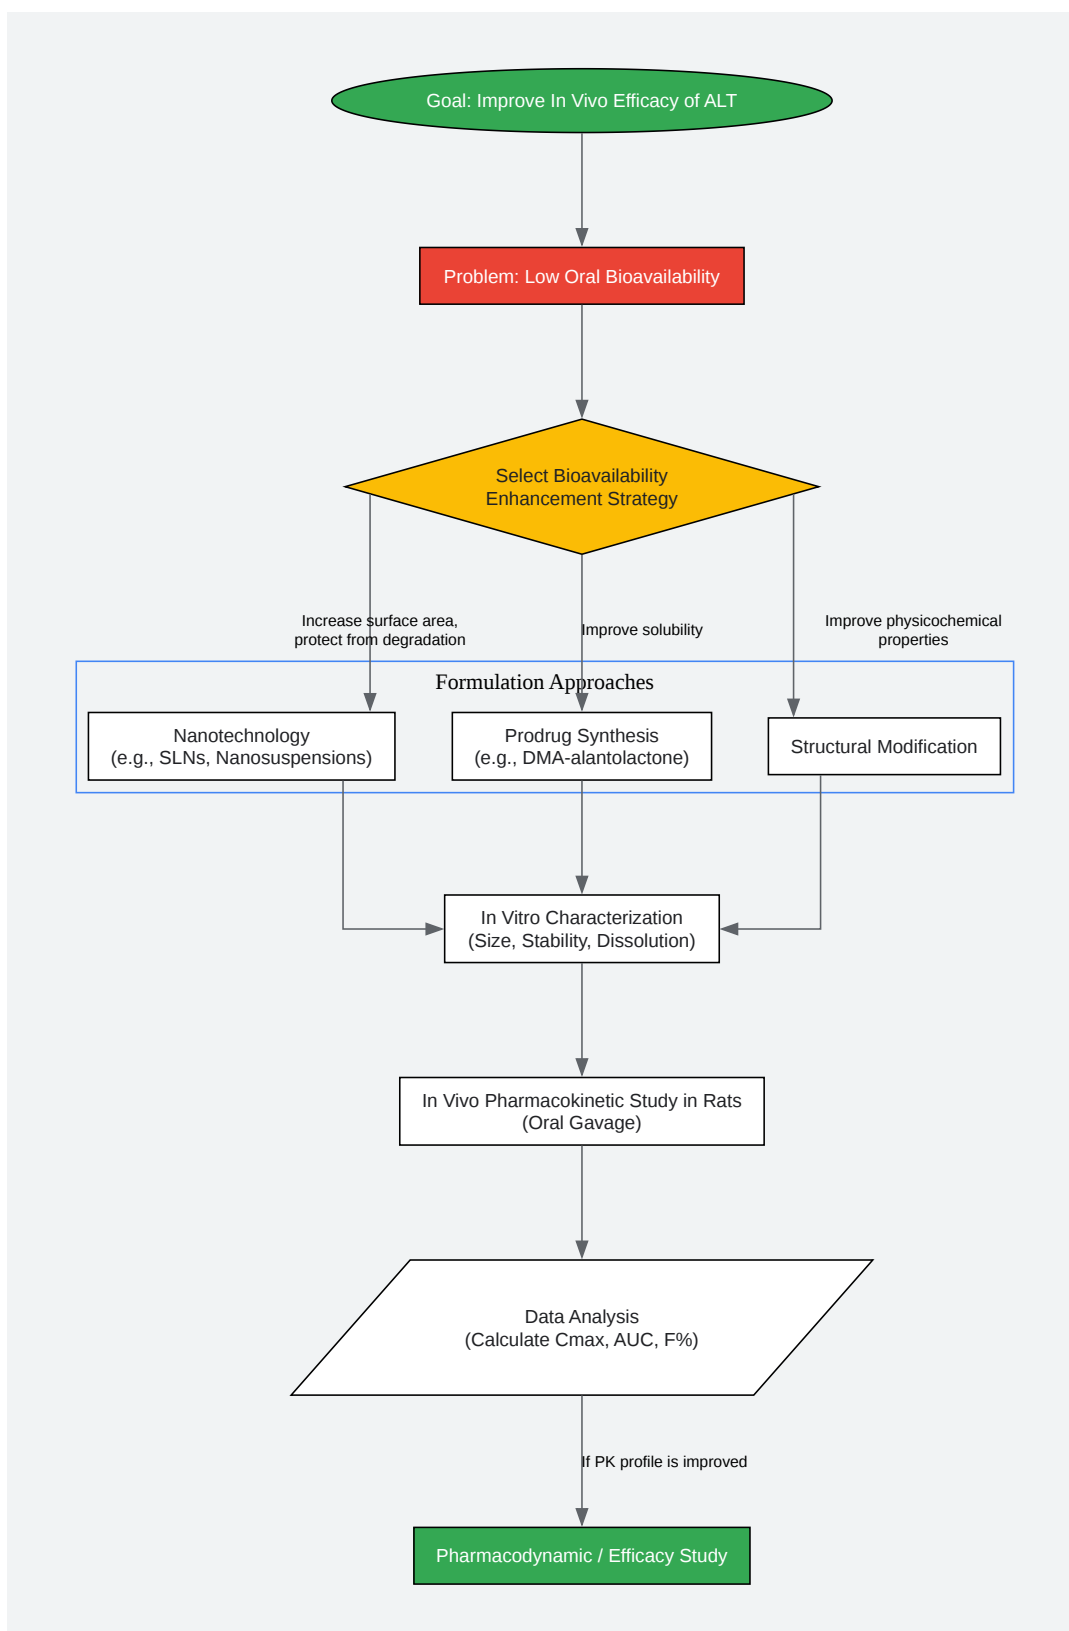 Goal: Improve In Vivo Efficacy of ALT
Problem: Low Oral Bioavailability
Select Bioavailability
Enhancement Strategy
Increase surface area,
protect from degradation
Improve solubility
Improve physicochemical
properties
Formulation Approaches
Nanotechnology
(e.g., SLNs, Nanosuspensions)
Prodrug Synthesis
(e.g., DMA-alantolactone)
Structural Modification
In Vitro Characterization
(Size, Stability, Dissolution)
In Vivo Pharmacokinetic Study in Rats
(Oral Gavage)
Data Analysis
(Calculate Cmax, AUC, F%)
If PK profile is improved
Pharmacodynamic / Efficacy Study